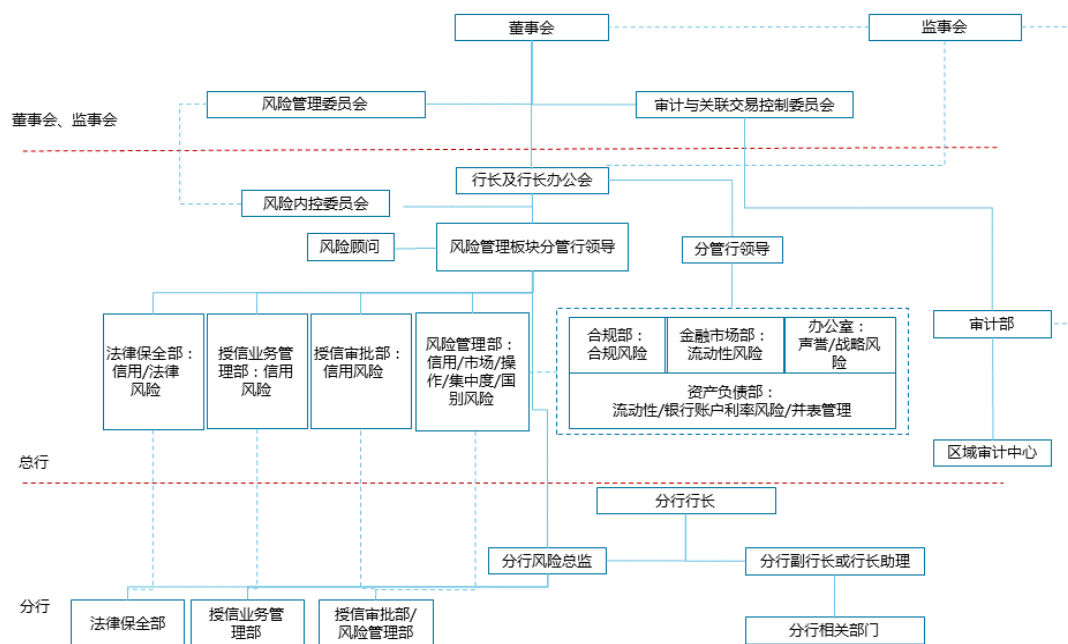 董事会
监事会
风险管理委员会
审计与关联交易控制委员会
董事会、监事会
行长及行长办公会
风险内控委员会
风险顾问
风险管理板块分管行领导
分管行领导
法律保全部：
信用/法律
风险
授信业务管
理部：信用
风险
授信审批部：
信用风险
风险管理部：
信用/市场/操
作/集中度/国
别风险
合规部：
合规风险
金融市场部：
流动性风险
办公室：
声誉/战略风
险
资产负债部：
流动性/银行账户利率风险/并表管理
审计部
区域审计中心
总行
分行行长
分行风险总监
分行副行长或行长助理
分行
法律保全部
授信业务管
理部
授信审批部/
风险管理部
分行相关部门